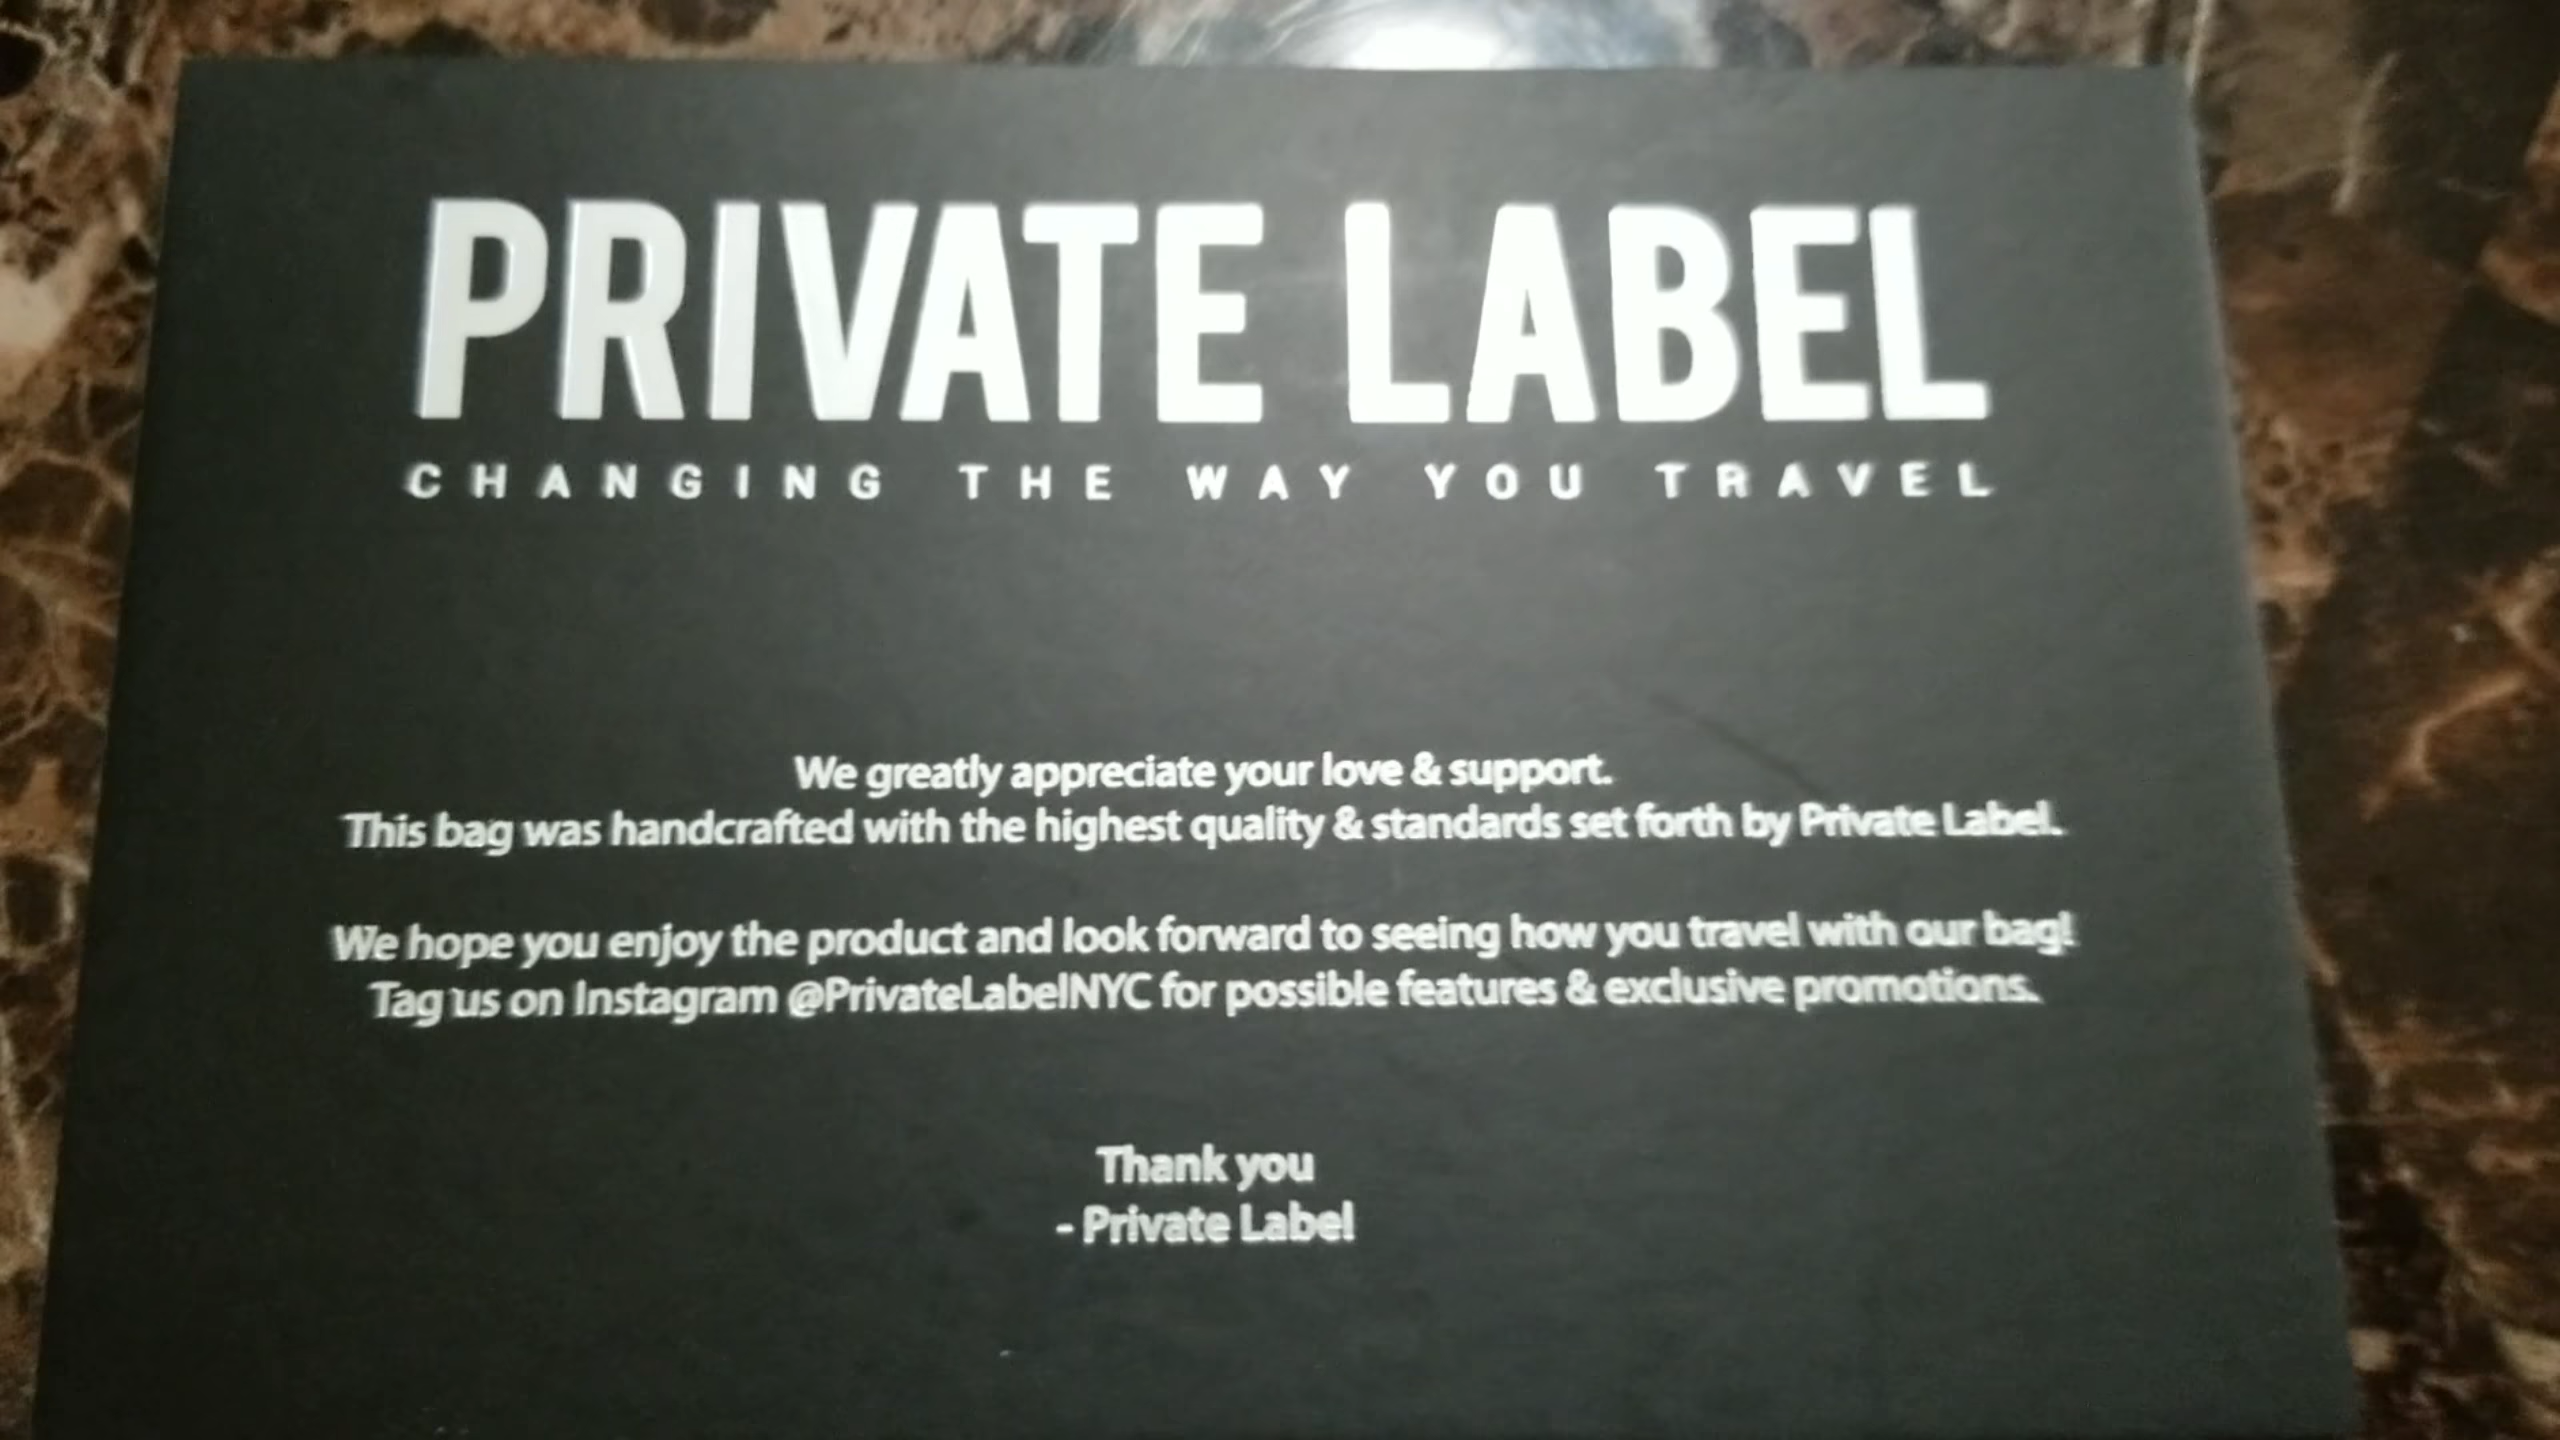 PRIVATE LABEL
CHANGING THE WAY YOU TRAVEL
We greatly appreciate your love & support.
This bag was handcrafted with the highest quality & standards set forth by Private Label.
We hope you enjoy the product and look forward to seeing how you travel with our bag!
Tag us on Instagram @PrivateLabelNYC for possible features & exclusive promotions.
Thank you
- Private Label